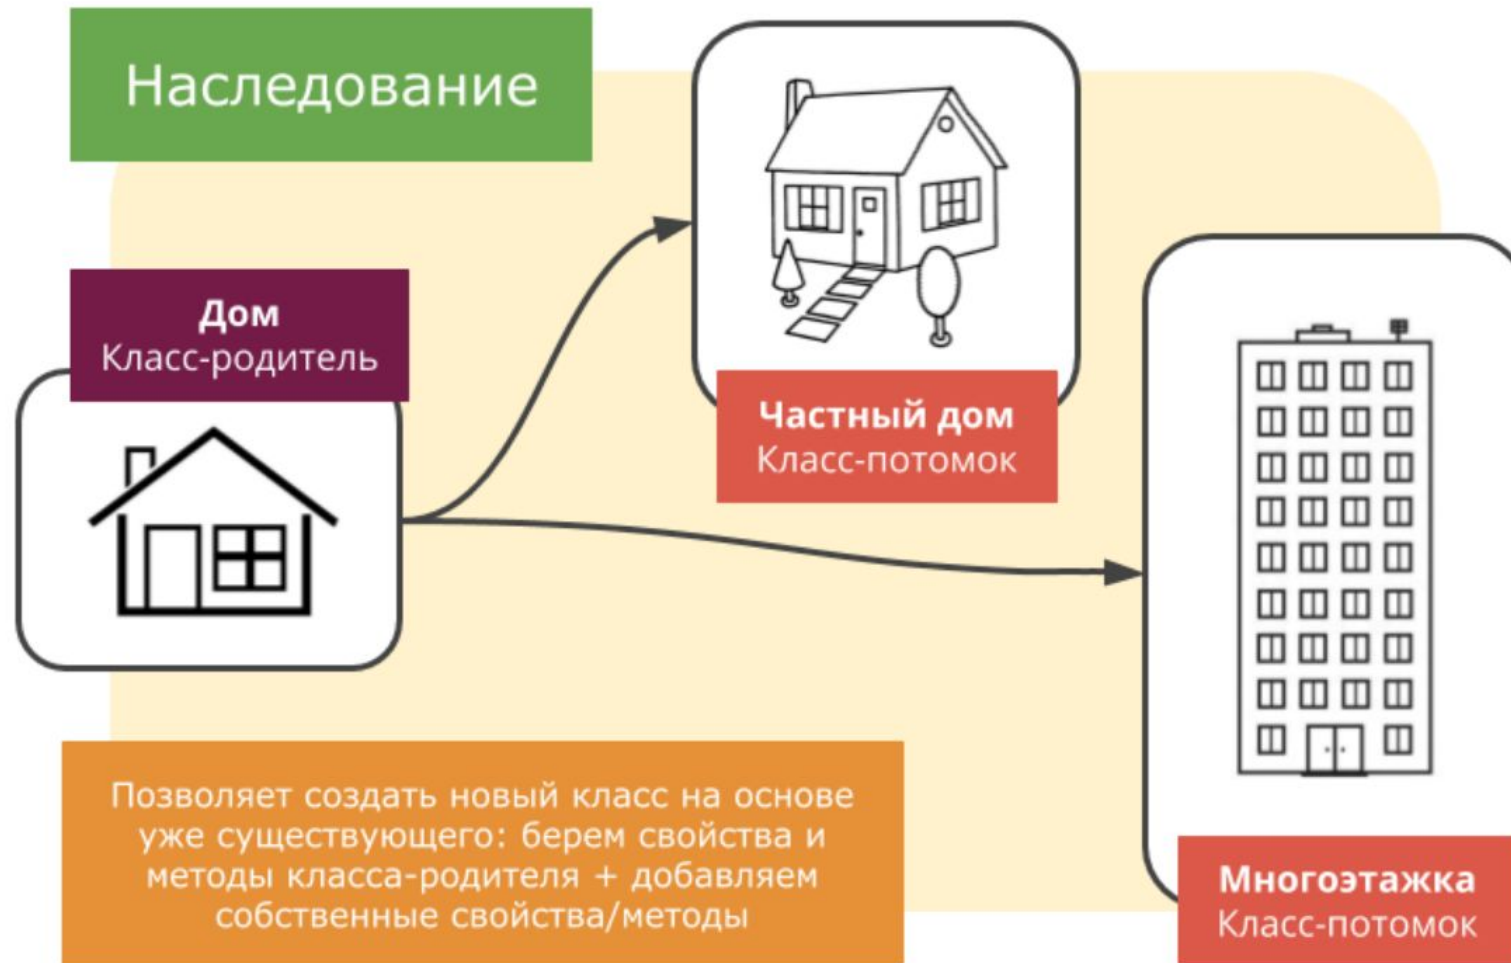 Наследование
Дом
Класс-родитель
Частный дом
Класс-потомок
Позволяет создать новый класс на основе
уже существующего: берем свойства и
методы класса-родителя + добавляем
собственные свойства/методы
Многоэтажка
Класс-потомок